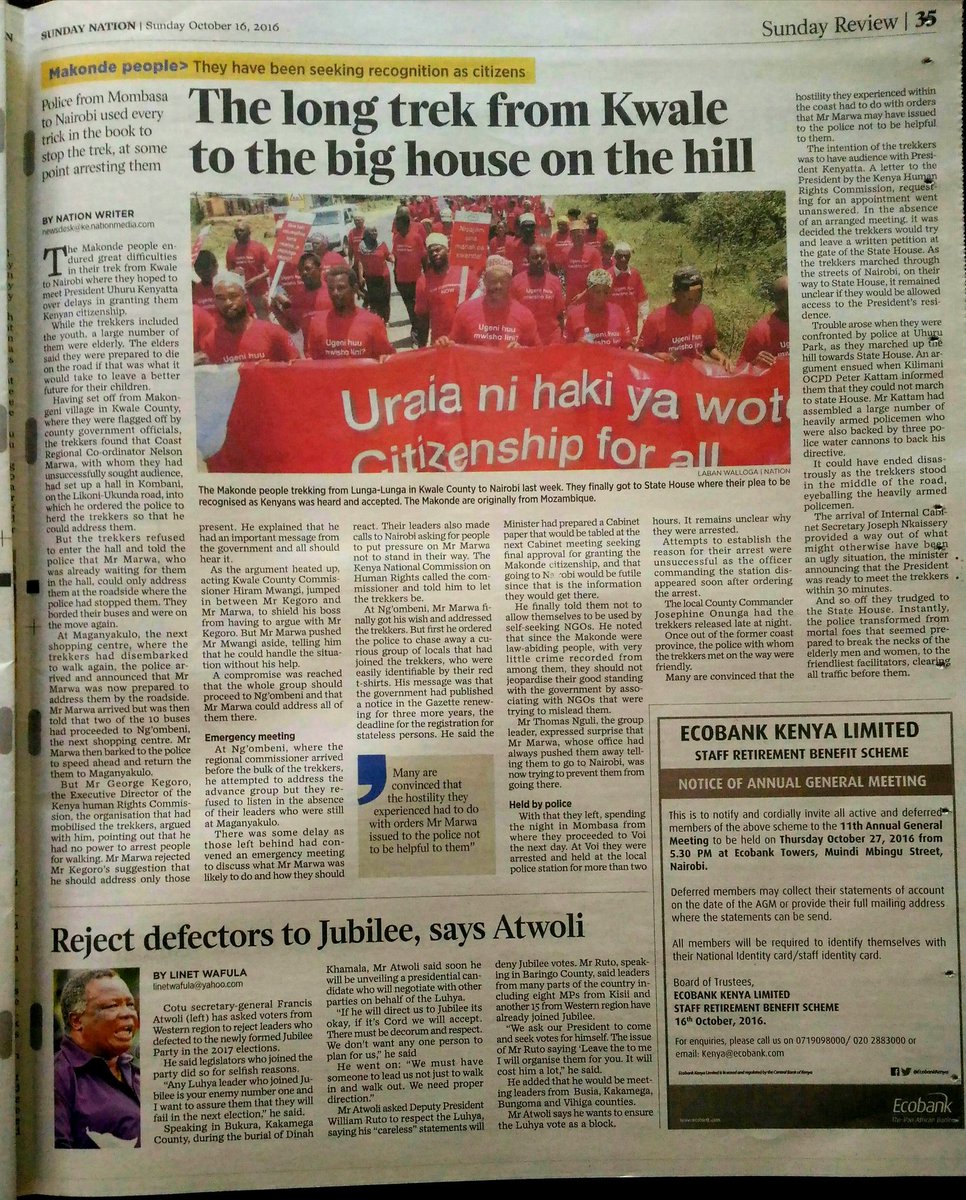 SUNDAY NATION | Sunday October 16, 2016
Sunday Review | 35
Makonde people> They have been seeking recognition as citizens
Police from Mombasa
to Nairobi used every
trick in the book to
stop the trek, at some
point arresting them
The long trek from Kwale
to the big house on the hill
BY NATION WRITER
newsdesk@ke.nationmedia.com
The Makonde people en-
dured great difficulties
in their trek from Kwale
to Nairobi where they hoped to
meet President Uhuru Kenyatta
over delays in granting them
Kenyan citizenship.
While the trekkers included
the youth, a large number of
them were elderly. The elders
said they were prepared to die
on the road if that was what it
would take to leave a better
future for their children.
Having set off from Makon-
geni village in Kwale County,
where they were flagged off by
county government officials,
the trekkers found that Coast
Regional Co-ordinator Nelson
Marwa, with whom they had
unsuccessfully sought audience,
had set up a hall in Kombani,
on the Likoni-Ukunda road, into
which he ordered the police to
herd the trekkers so that he
could address them.
But the trekkers refused
to enter the hall and told the
police that Mr Marwa, who
was already waiting for them
in the hall, could only address
them at the roadside where the
police had stopped them. They
borded their buses and were on
the move again.
At Maganyakulo, the next
shopping centre, where the
trekkers had disembarked
to walk again, the police ar-
rived and announced that Mr
Marwa was now prepared to
address them by the roadside.
Mr Marwa arrived but was then
told that two of the 10 buses
had proceeded to Ng'ombeni,
the next shopping centre. Mr
Marwa then barked to the police
to speed ahead and return the
them to Maganyakulo.
But Mr George Kegoro,
the Executive Director of the
Kenya human Rights Commis-
sion, the organisation that had
mobilised the trekkers, argued
with him, pointing out that he
had no power to arrest people
for walking. Mr Marwa rejected
Mr Kegoro's suggestion that
he should address only those
Ugeni huu
mwisho lini?
Ugeni huu
mwisho lini?
Ugeni huu
mwisho lini?
Uraia ni haki ya wote
Citizenship for all
LABAN WALLOGA | NATION
The Makonde people trekking from Lunga-Lunga in Kwale County to Nairobi last week. They finally got to State House where their plea to be
recognised as Kenyans was heard and accepted. The Makonde are originally from Mozambique.
present. He explained that he
had an important message from
the government and all should
hear it.
As the argument heated up,
acting Kwale County Commissioner
Hiram Mwangi, jumped
in between Mr Kegoro and
Mr Marwa, to shield his boss
from having to argue with Mr
Kegoro. But Mr Marwa pushed
Mr Mwangi aside, telling him
that he could handle the situa-
tion without his help.
A compromise was reached
that the whole group should
proceed to Ng'ombeni and that
Mr Marwa could address all of
them there.
Emergency meeting
At Ng'ombeni, where the
regional commissioner arrived
before the bulk of the trekkers,
he attempted to address the
advance group but they re-
fused to listen in the absence
of their leaders who were still
at Maganyakulo.
There was some delay as
those left behind had con-
vened an emergency meeting
to discuss what Mr Marwa was
likely to do and how they should
react. Their leaders also made
calls to Nairobi asking for people
to put pressure on Mr Marwa
not to stand in their way. The
Kenya National Commission on
Human Rights called the com-
missioner and told him to let
the trekkers be.
At Ng'ombeni, Mr Marwa fi-
nally got his wish and addressed
the trekkers. But first he ordered
the police to chase away a cu-
rious group of locals that had
joined the trekkers, who were
easily identifiable by their red
t-shirts. His message was that
the government had published
a notice in the Gazette renew-
ing for three more years, the
deadline for the registration for
stateless persons. He said the
Many are
convinced that
the hostility they
experienced had to do
with orders Mr Marwa
issued to the police not
to be helpful to them"
Minister had prepared a Cabinet
paper that would be tabled at the
next Cabinet meeting seeking
final approval for granting the
Makonde citizenship, and that
going to Nairobi would be futile
since that is the information
they would get there.
He finally told them not to
allow themselves to be used by
self-seeking NGOs. He noted
that since the Makonde were
law-abiding people, with very
little crime recorded from
among them, they should not
jeopardise their good standing
with the government by asso-
ciating with NGOs that were
trying to mislead them.
Mr Thomas Nguli, the group
leader, expressed surprise that
Mr Marwa, whose office had
always pushed them away tell-
ing them to go to Nairobi, was
now trying to prevent them from
going there.
Held by police
With that they left, spending
the night in Mombasa from
where they proceeded to Voi
the next day. At Voi they were
arrested and held at the local
police station for more than two
hours. It remains unclear why
they were arrested.
Attempts to establish the
reason for their arrest were
unsuccessful as the officer
commanding the station dis-
appeared soon after ordering
the arrest.
The local County Commander
Josephine Onunga had the
trekkers released late at night.
Once out of the former coast
province, the police with whom
the trekkers met on the way were
friendly.
Many are convinced that the
hostility they experienced within
the coast had to do with orders
that Mr Marwa may have issued
to the police not to be helpful
to them.
The intention of the trekkers
was to have audience with Presi-
dent Kenyatta. A letter to the
President by the Kenya Human
Rights Commission, request-
ing for an appointment went
unanswered. In the absence
of an arranged meeting, it was
decided the trekkers would try
and leave a written petition at
the gate of the State House. As
the trekkers marched through
the streets of Nairobi, on their
way to State House, it remained
unclear if they would be allowed
access to the President's resi-
dence.
Trouble arose when they were
confronted by police at Uhuru
Park, as they marched up the
hill towards State House. An ar-
gument ensued when Kilimani
OCPD Peter Kattam informed
them that they could not march
to state House. Mr Kattam had
assembled a large number of
heavily armed policemen who
were also backed by three po-
lice water cannons to back his
directive.
It could have ended disas-
trously as the trekkers stood
in the middle of the road,
eyeballing the heavily armed
policemen.
The arrival of Internal Cabi-
net Secretary Joseph Nkaissery
provided a way out of what
might otherwise have been
an ugly situation, the minister
announcing that the President
was ready to meet the trekkers
within 30 minutes.
And so off they trudged to
the State House. Instantly,
the police transformed from
mortal foes that seemed pre-
pared to break the necks of the
elderly men and women, to the
friendliest facilitators, clearing
all traffic before them.
Reject defectors to Jubilee, says Atwoli
BY LINET WAFULA
linetwafula@yahoo.com
Cotu secretary-general Francis
Atwoli (left) has asked voters from
Western region to reject leaders who
defected to the newly formed Jubilee
Party in the 2017 elections.
He said legislators who joined the
party did so for selfish reasons.
"Any Luhya leader who joined Ju-
bilee is your enemy number one and
I want to assure them that they will
fail in the next election," he said.
Speaking in Bukura, Kakamega
County, during the burial of Dinah
Khamala, Mr Atwoli said soon he
will be unveiling a presidential can-
didate who will negotiate with other
parties on behalf of the Luhya.
"If he will direct us to Jubilee its
okay, if it's Cord we will accept.
There must be decorum and respect.
We don't want any one person to
plan for us," he said
He went on: "We must have
someone to lead us not just to walk
in and walk out. We need proper
direction."
Mr Atwoli asked Deputy President
William Ruto to respect the Luhya,
saying his "careless" statements will
deny Jubilee votes. Mr Ruto, speak-
ing in Baringo County, said leaders
from many parts of the country in-
cluding eight MPs from Kisii and
another 15 from Western region have
already joined Jubilee.
"We ask our President to come
and seek votes for himself. The issue
of Mr Ruto saying 'Leave the to me
I will organise them for you. It will
cost him a lot," he said.
He added that he would be meet-
ing leaders from Busia, Kakamega,
Bungoma and Vihiga counties.
Mr Atwoli says he wants to ensure
the Luhya vote as a block.
ECOBANK KENYA LIMITED
STAFF RETIREMENT BENEFIT SCHEME
NOTICE OF ANNUAL GENERAL MEETING
This is to notify and cordially invite all active and deferred
members of the above scheme to the 11th Annual General
Meeting to be held on Thursday October 27, 2016 from
5.30 PM at Ecobank Towers, Muindi Mbingu Street,
Nairobi.
Deferred members may collect their statements of account
on the date of the AGM or provide their full mailing address
where the statements can be send.
All members will be required to identify themselves with
their National Identity card/staff identity card.
Board of Trustees,
ECOBANK KENYA LIMITED
STAFF RETIREMENT BENEFIT SCHEME
16th October, 2016.
For enquiries, please call us on 0719098000/ 020 2883000 or
email: Kenya@ecobank.com
Ecobank Kenya Limited is licensed and regulated by the Central Bank of Kenya
@EcobankKenya
www.ecobank.com
Ecobank
The Pan African Bank